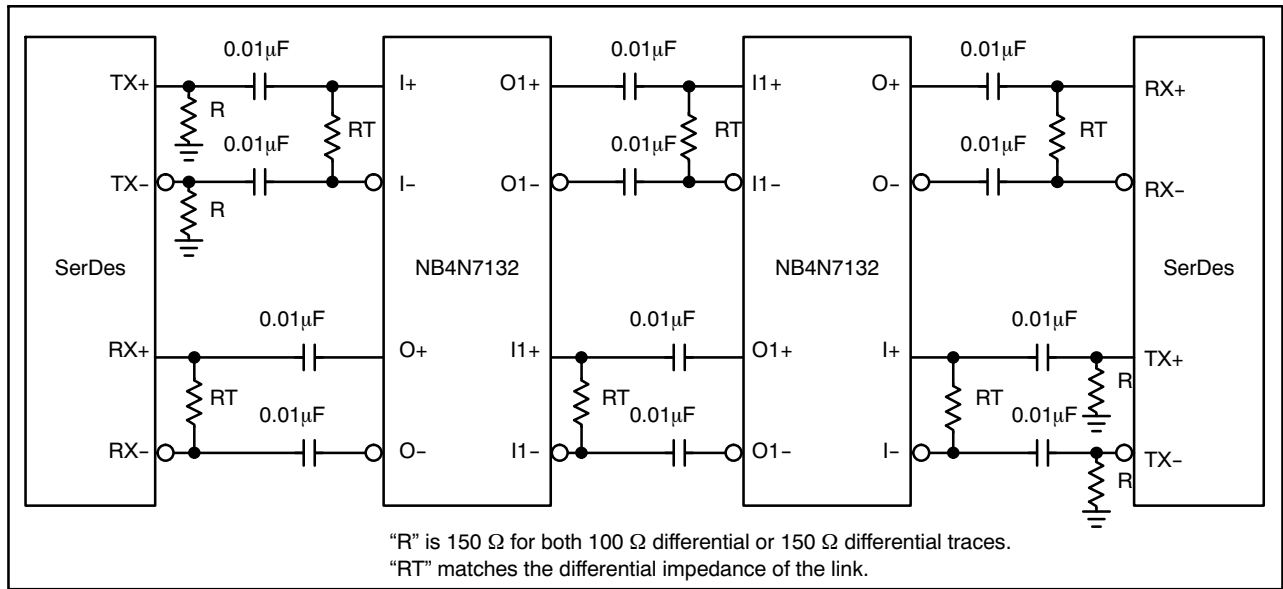 0.01μF 0.01μF 0.01μF
TX+ I+ O1+ I1+ O+ RX+
R RT RT RT
0.01μF 0.01μF 0.01μF
TX− I− O1− I1− O− RX−
R
SerDes NB4N7132 NB4N7132 SerDes
0.01μF 0.01μF 0.01μF
RX+ O+ I1+ O1+ I+ TX+
RT RT RT R
0.01μF 0.01μF 0.01μF
RX− O− I1− O1− I− TX−
R
“R” is 150 Ω for both 100 Ω differential or 150 Ω differential traces.
“RT” matches the differential impedance of the link.